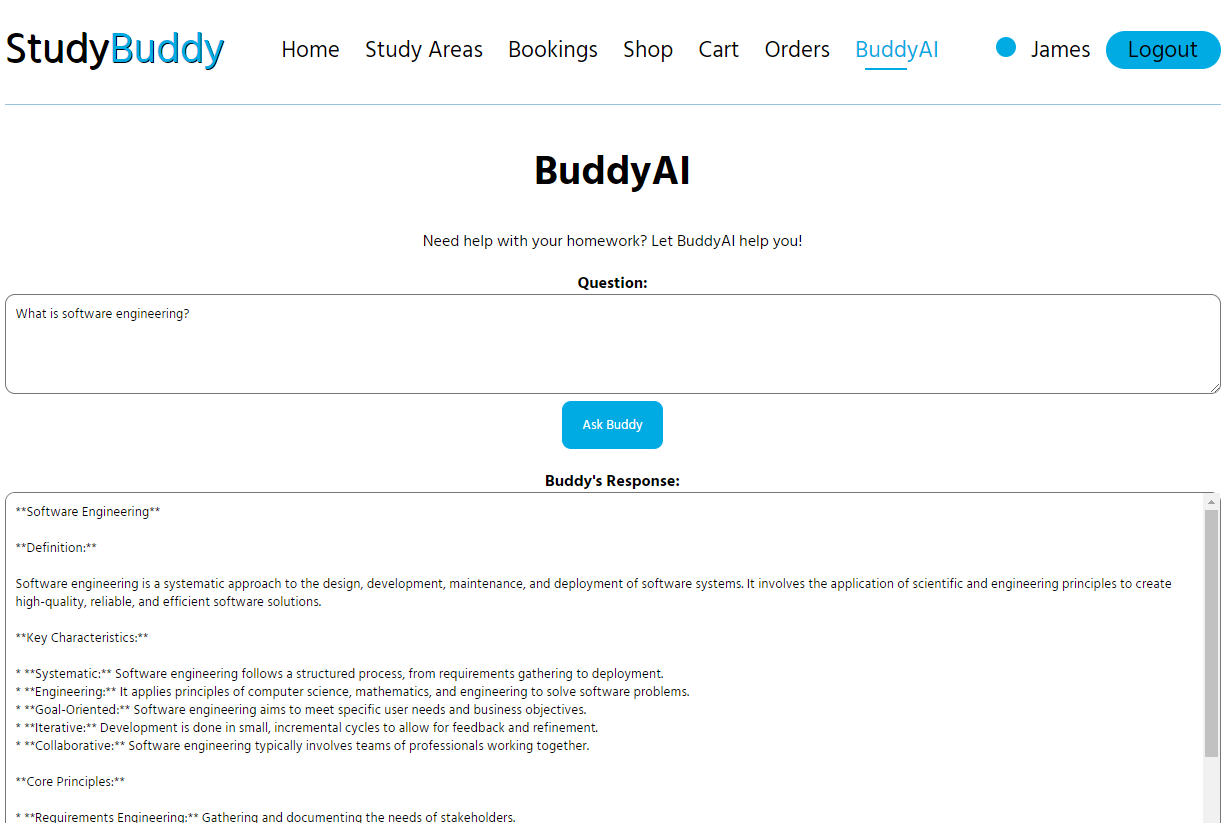 StudyBuddy Home Study Areas Bookings Shop Cart Orders BuddyAI James Logout
BuddyAI
Need help with your homework? Let BuddyAI help you!
Question:
What is software engineering?
Ask Buddy
Buddy's Response:
**Software Engineering**
**Definition:**
Software engineering is a systematic approach to the design, development, maintenance, and deployment of software systems. It involves the application of scientific and engineering principles to create
high-quality, reliable, and efficient software solutions.
**Key Characteristics:**
* **Systematic:** Software engineering follows a structured process, from requirements gathering to deployment.
* **Engineering:** It applies principles of computer science, mathematics, and engineering to solve software problems.
* **Goal-Oriented:** Software engineering aims to meet specific user needs and business objectives.
* **Iterative:** Development is done in small, incremental cycles to allow for feedback and refinement.
* **Collaborative:** Software engineering typically involves teams of professionals working together.
**Core Principles:**
* **Requirements Engineering:** Gathering and documenting the needs of stakeholders.